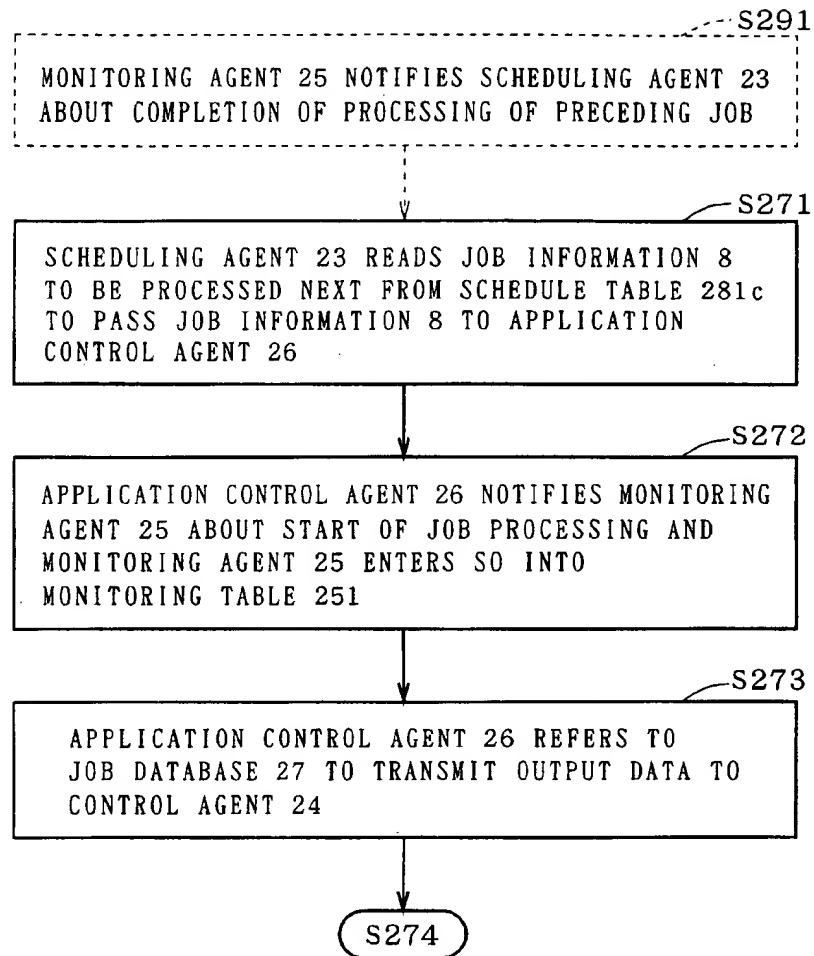 S291
MONITORING AGENT 25 NOTIFIES SCHEDULING AGENT 23
ABOUT COMPLETION OF PROCESSING OF PRECEDING JOB
S271
SCHEDULING AGENT 23 READS JOB INFORMATION 8
TO BE PROCESSED NEXT FROM SCHEDULE TABLE 281c
TO PASS JOB INFORMATION 8 TO APPLICATION
CONTROL AGENT 26
S272
APPLICATION CONTROL AGENT 26 NOTIFIES MONITORING
AGENT 25 ABOUT START OF JOB PROCESSING AND
MONITORING AGENT 25 ENTERS SO INTO
MONITORING TABLE 251
S273
APPLICATION CONTROL AGENT 26 REFERS TO
JOB DATABASE 27 TO TRANSMIT OUTPUT DATA TO
CONTROL AGENT 24
S274